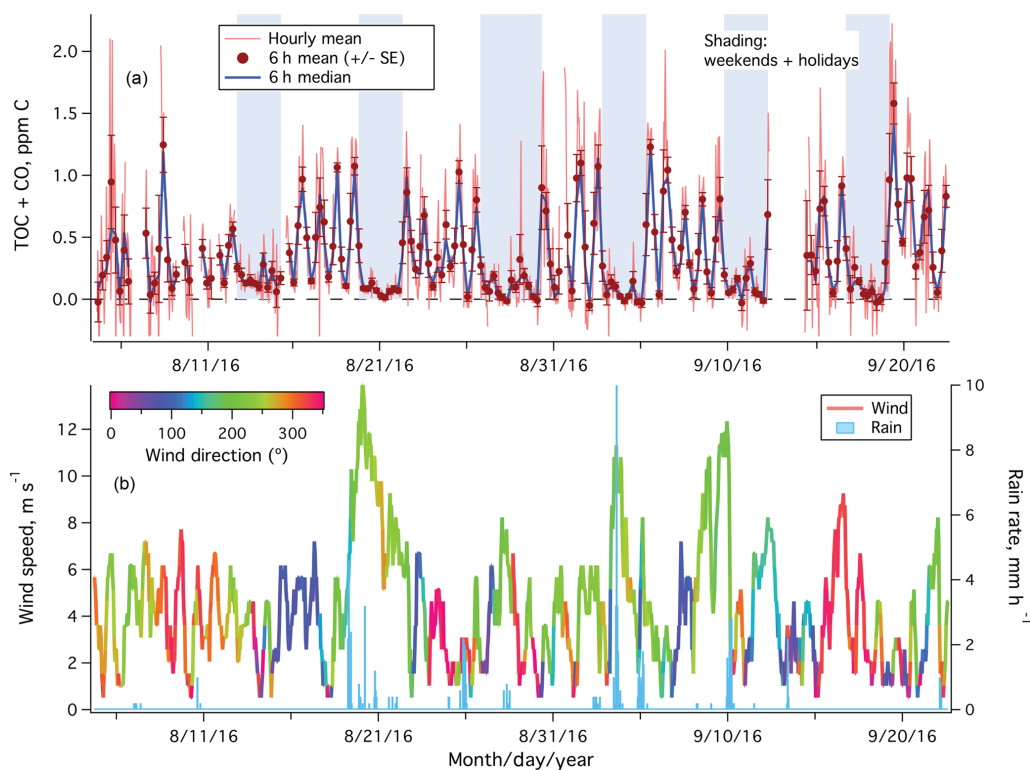 Hourly mean
6 h mean (+/- SE)
6 h median
Shading:
weekends + holidays
(a)
TOC + CO, ppm C
2.0
1.5
1.0
0.5
0.0
8/11/16
8/21/16
8/31/16
9/10/16
9/20/16
0
100
200
300
Wind direction (º)
(b)
Wind
Rain
Wind speed, m s-1
12
10
8
6
4
2
0
10
8
6
4
2
0
Rain rate, mm h-1
8/11/16
8/21/16
8/31/16
9/10/16
9/20/16
Month/day/year